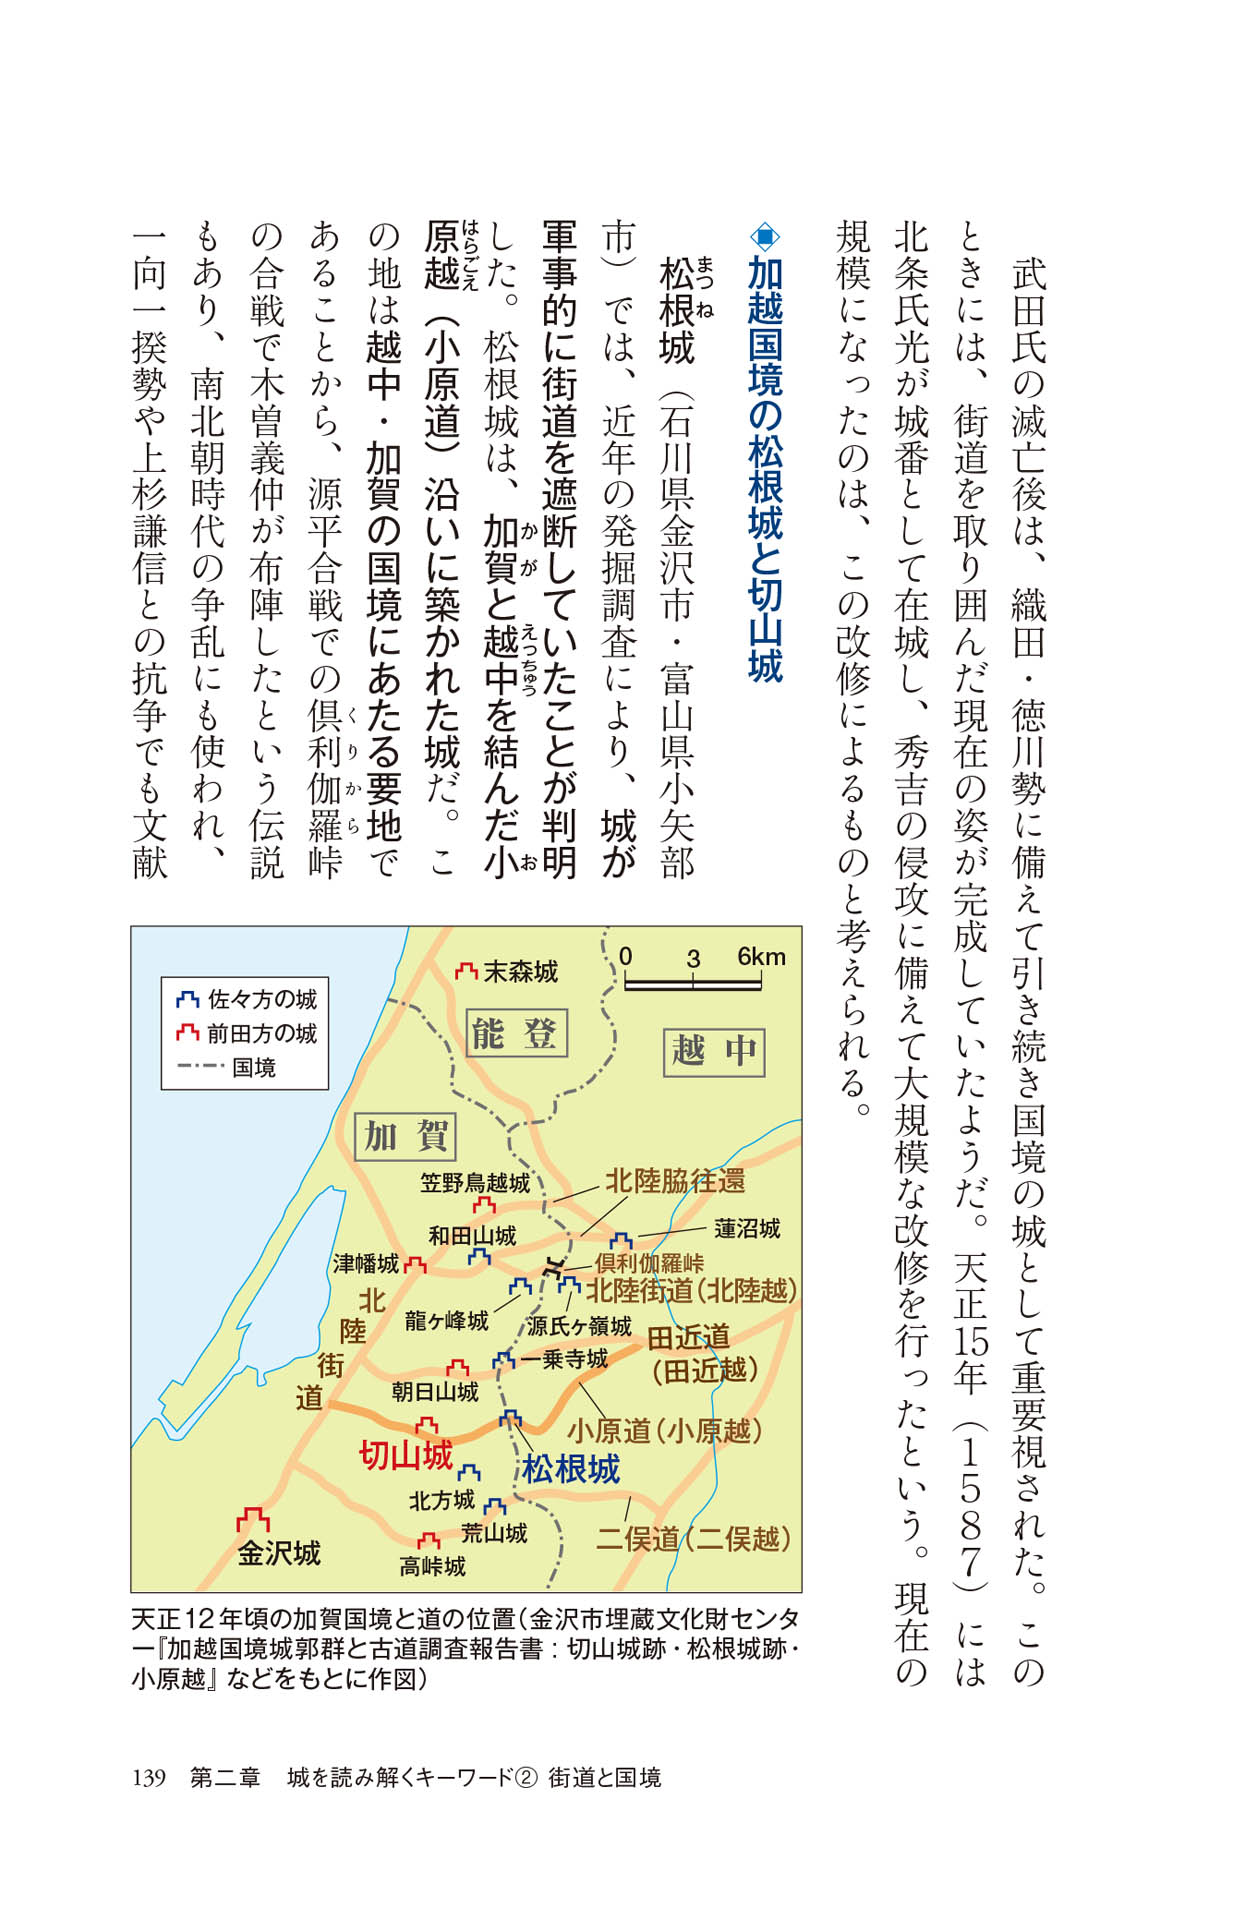 武田氏の滅亡後は、織田・徳川勢に備えて引き続き国境の城として重要視された。この
ときには、街道を取り囲んだ現在の姿が完成していたようだ。天正15年（1587）には
北条氏光が城番として在城し、秀吉の侵攻に備えて大規模な改修を行ったという。現在の
規模になったのは、この改修によるものと考えられる。
◈加越国境の松根城と切山城
松根城（石川県金沢市・富山県小矢部
まつね
市）では、近年の発掘調査により、城が
軍事的に街道を遮断していたことが判明
した。松根城は、加賀と越中を結んだ小
かが
えっちゅう
お
原越（小原道）沿いに築かれた城だ。こ
はらごえ
の地は越中・加賀の国境にあたる要地で
あることから、源平合戦での倶利伽羅峠
くりから
の合戦で木曽義仲が布陣したという伝説
もあり、南北朝時代の争乱にも使われ、
一向一揆勢や上杉謙信との抗争でも文献
佐々方の城
前田方の城
国境
0 3 6km
末森城
能登
越中
加賀
笠野鳥越城
北陸脇往還
和田山城
蓮沼城
津幡城
倶利伽羅峠
北陸街道（北陸越）
北陸街道
龍ヶ峰城
源氏ヶ嶺城
田近道
（田近越）
一乗寺城
朝日山城
小原道（小原越）
切山城
松根城
北方城
荒山城
二俣道（二俣越）
金沢城
高峠城
天正12年頃の加賀国境と道の位置（金沢市埋蔵文化財センタ
ー『加越国境城郭群と古道調査報告書：切山城跡・松根城跡・
小原越』などをもとに作図）
139 第二章 城を読み解くキーワード② 街道と国境